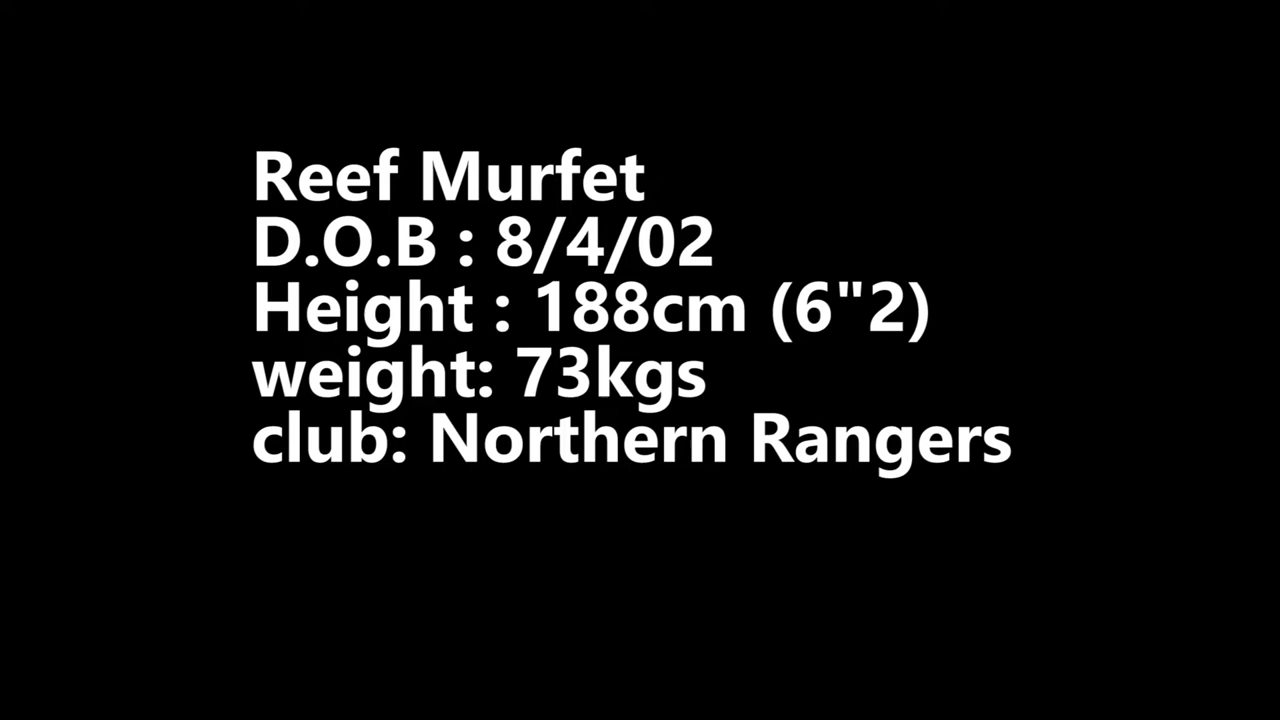 Reef Murfet
D.O.B : 8/4/02
Height : 188cm (6"2)
weight: 73kgs
club: Northern Rangers